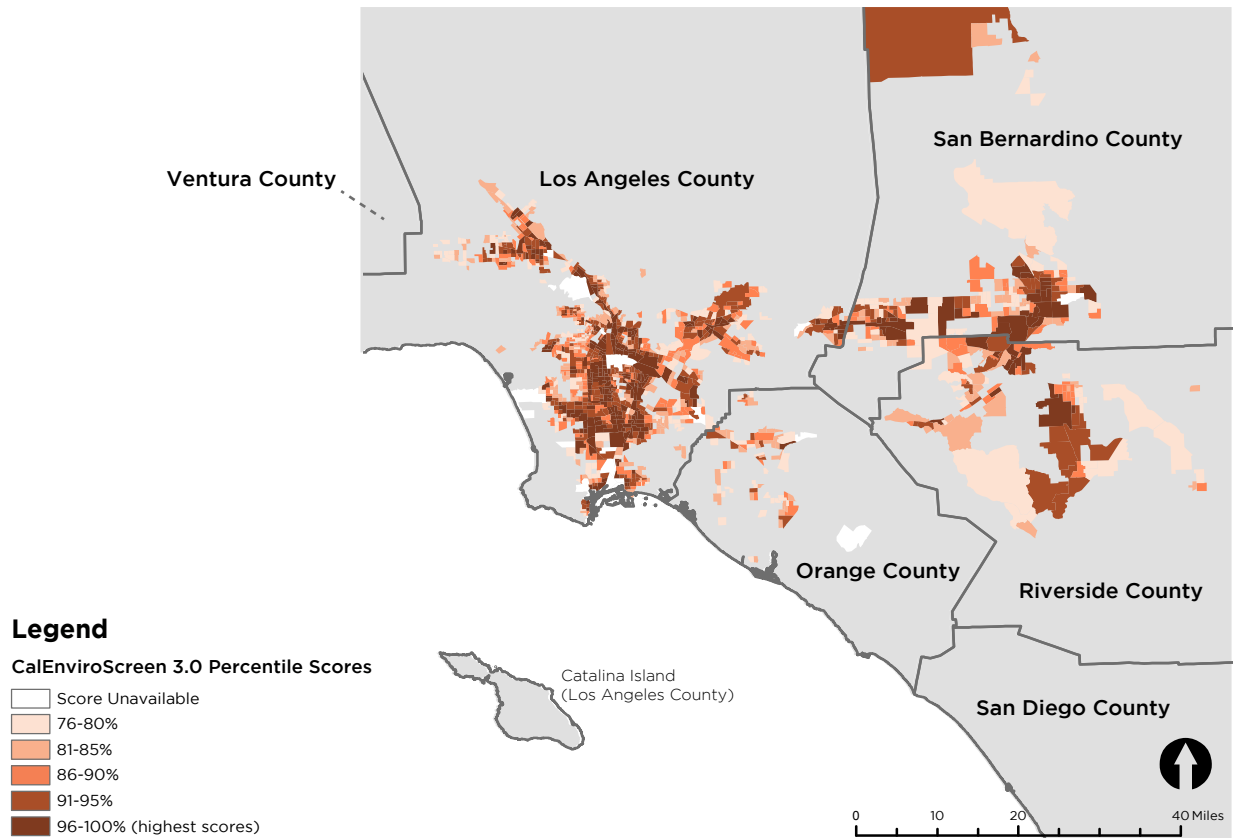 San Bernardino County
Ventura County
Los Angeles County
Orange County
Riverside County
Legend
CalEnviroScreen 3.0 Percentile Scores
Score Unavailable
76-80%
81-85%
86-90%
91-95%
96-100% (highest scores)
Catalina Island
(Los Angeles County)
San Diego County
0 10 20 40 Miles